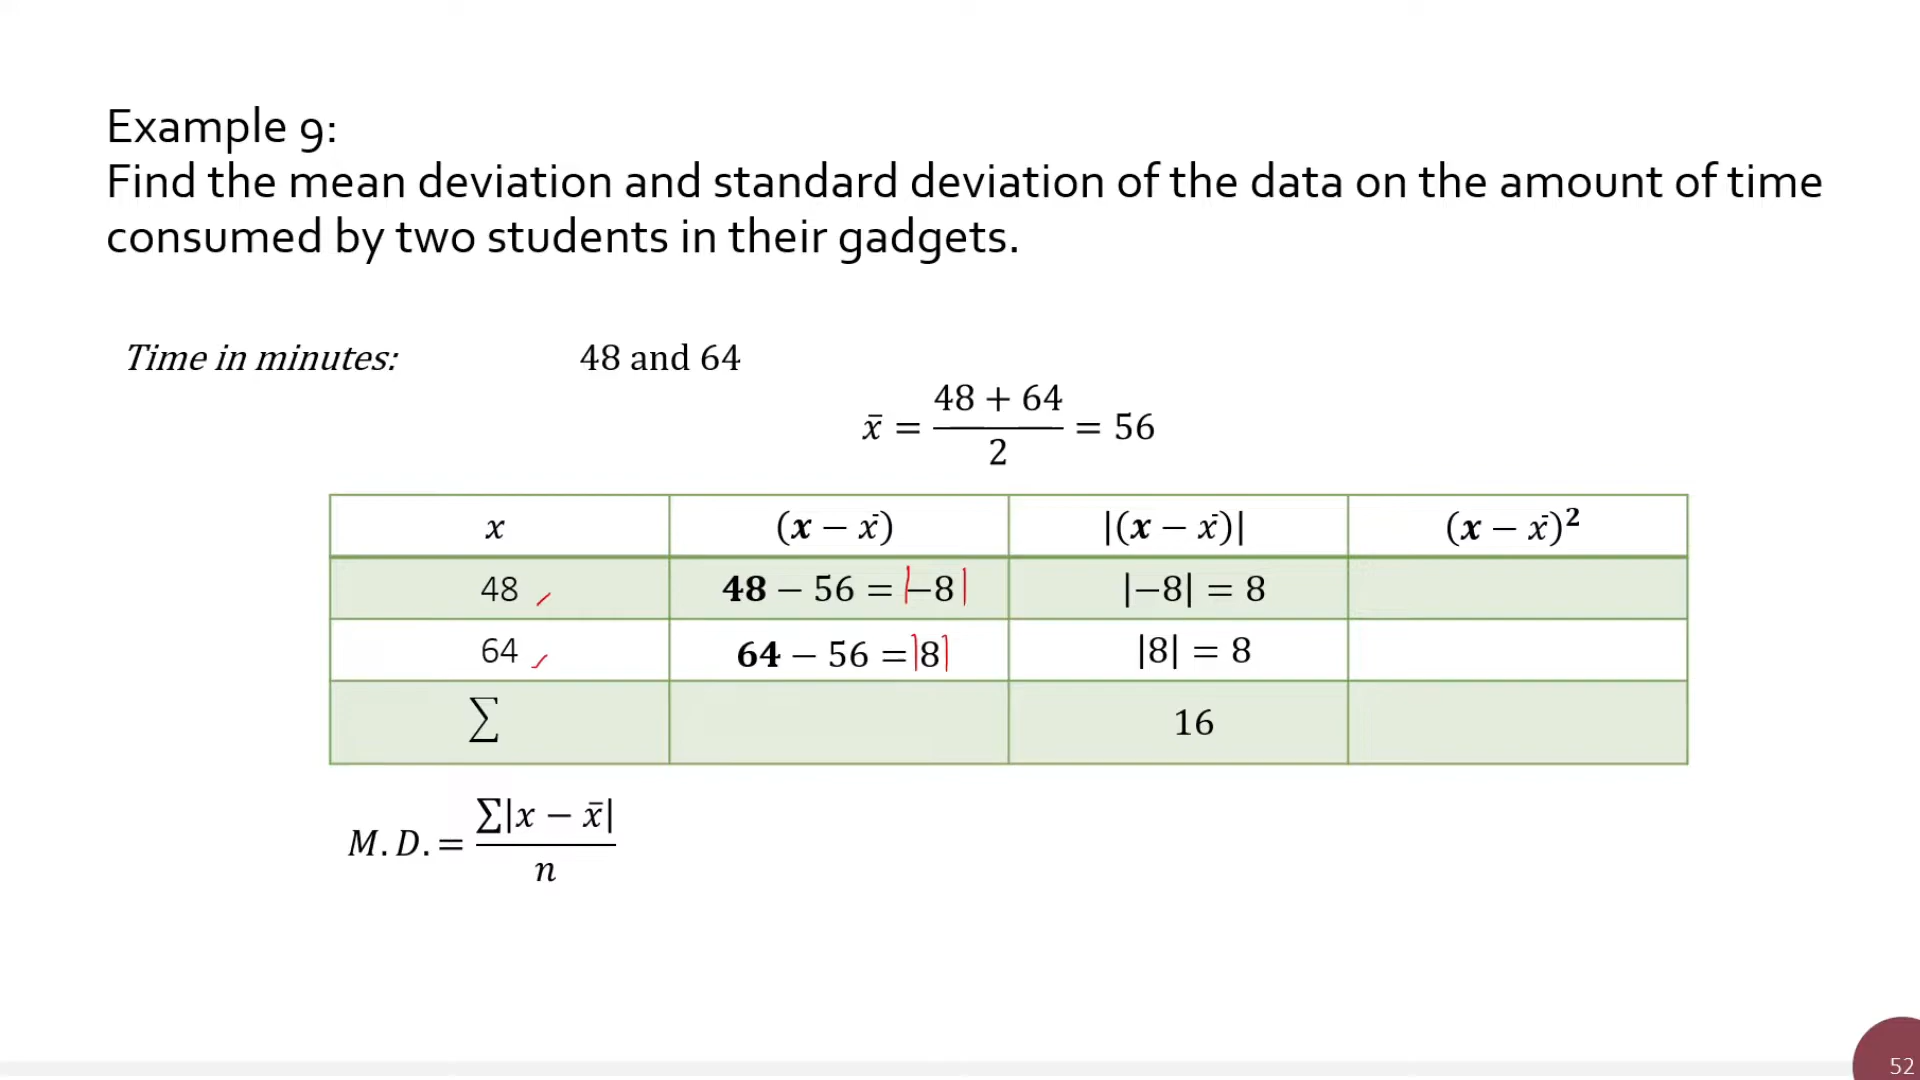 Example 9:
Find the mean deviation and standard deviation of the data on the amount of time
consumed by two students in their gadgets.
Time in minutes: 48 and 64
x̄ = (48 + 64)/2 = 56
x (x − x̄) |(x − x̄)| (x − x̄)²
48 48 − 56 = |−8| |−8| = 8
64 64 − 56 = |8| |8| = 8
∑ 16
M.D. = ∑|x − x̄|/n
52